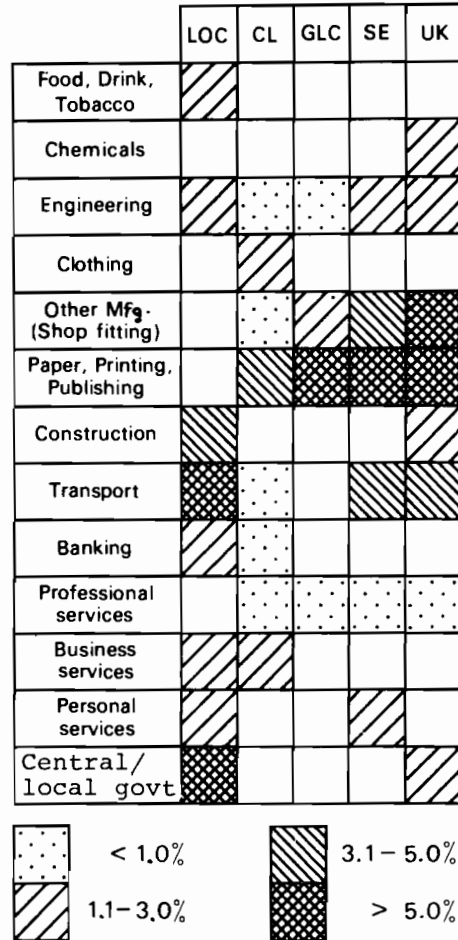 LOC CL GLC SE UK
Food, Drink,
Tobacco
Chemicals
Engineering
Clothing
Other Mfg.
(Shop fitting)
Paper, Printing,
Publishing
Construction
Transport
Banking
Professional
services
Business
services
Personal
services
Central/
local govt
< 1.0% 3.1–5.0%
1.1–3.0% > 5.0%